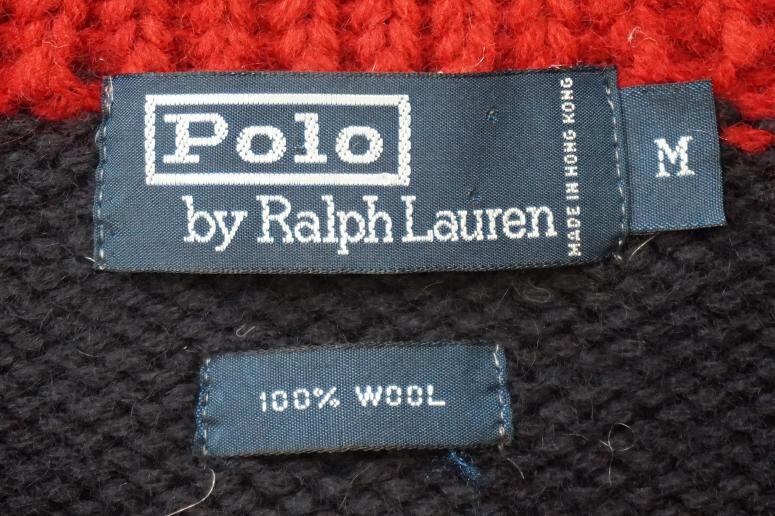 Polo
by Ralph Lauren
MADE IN HONG KONG
M
100% WOOL